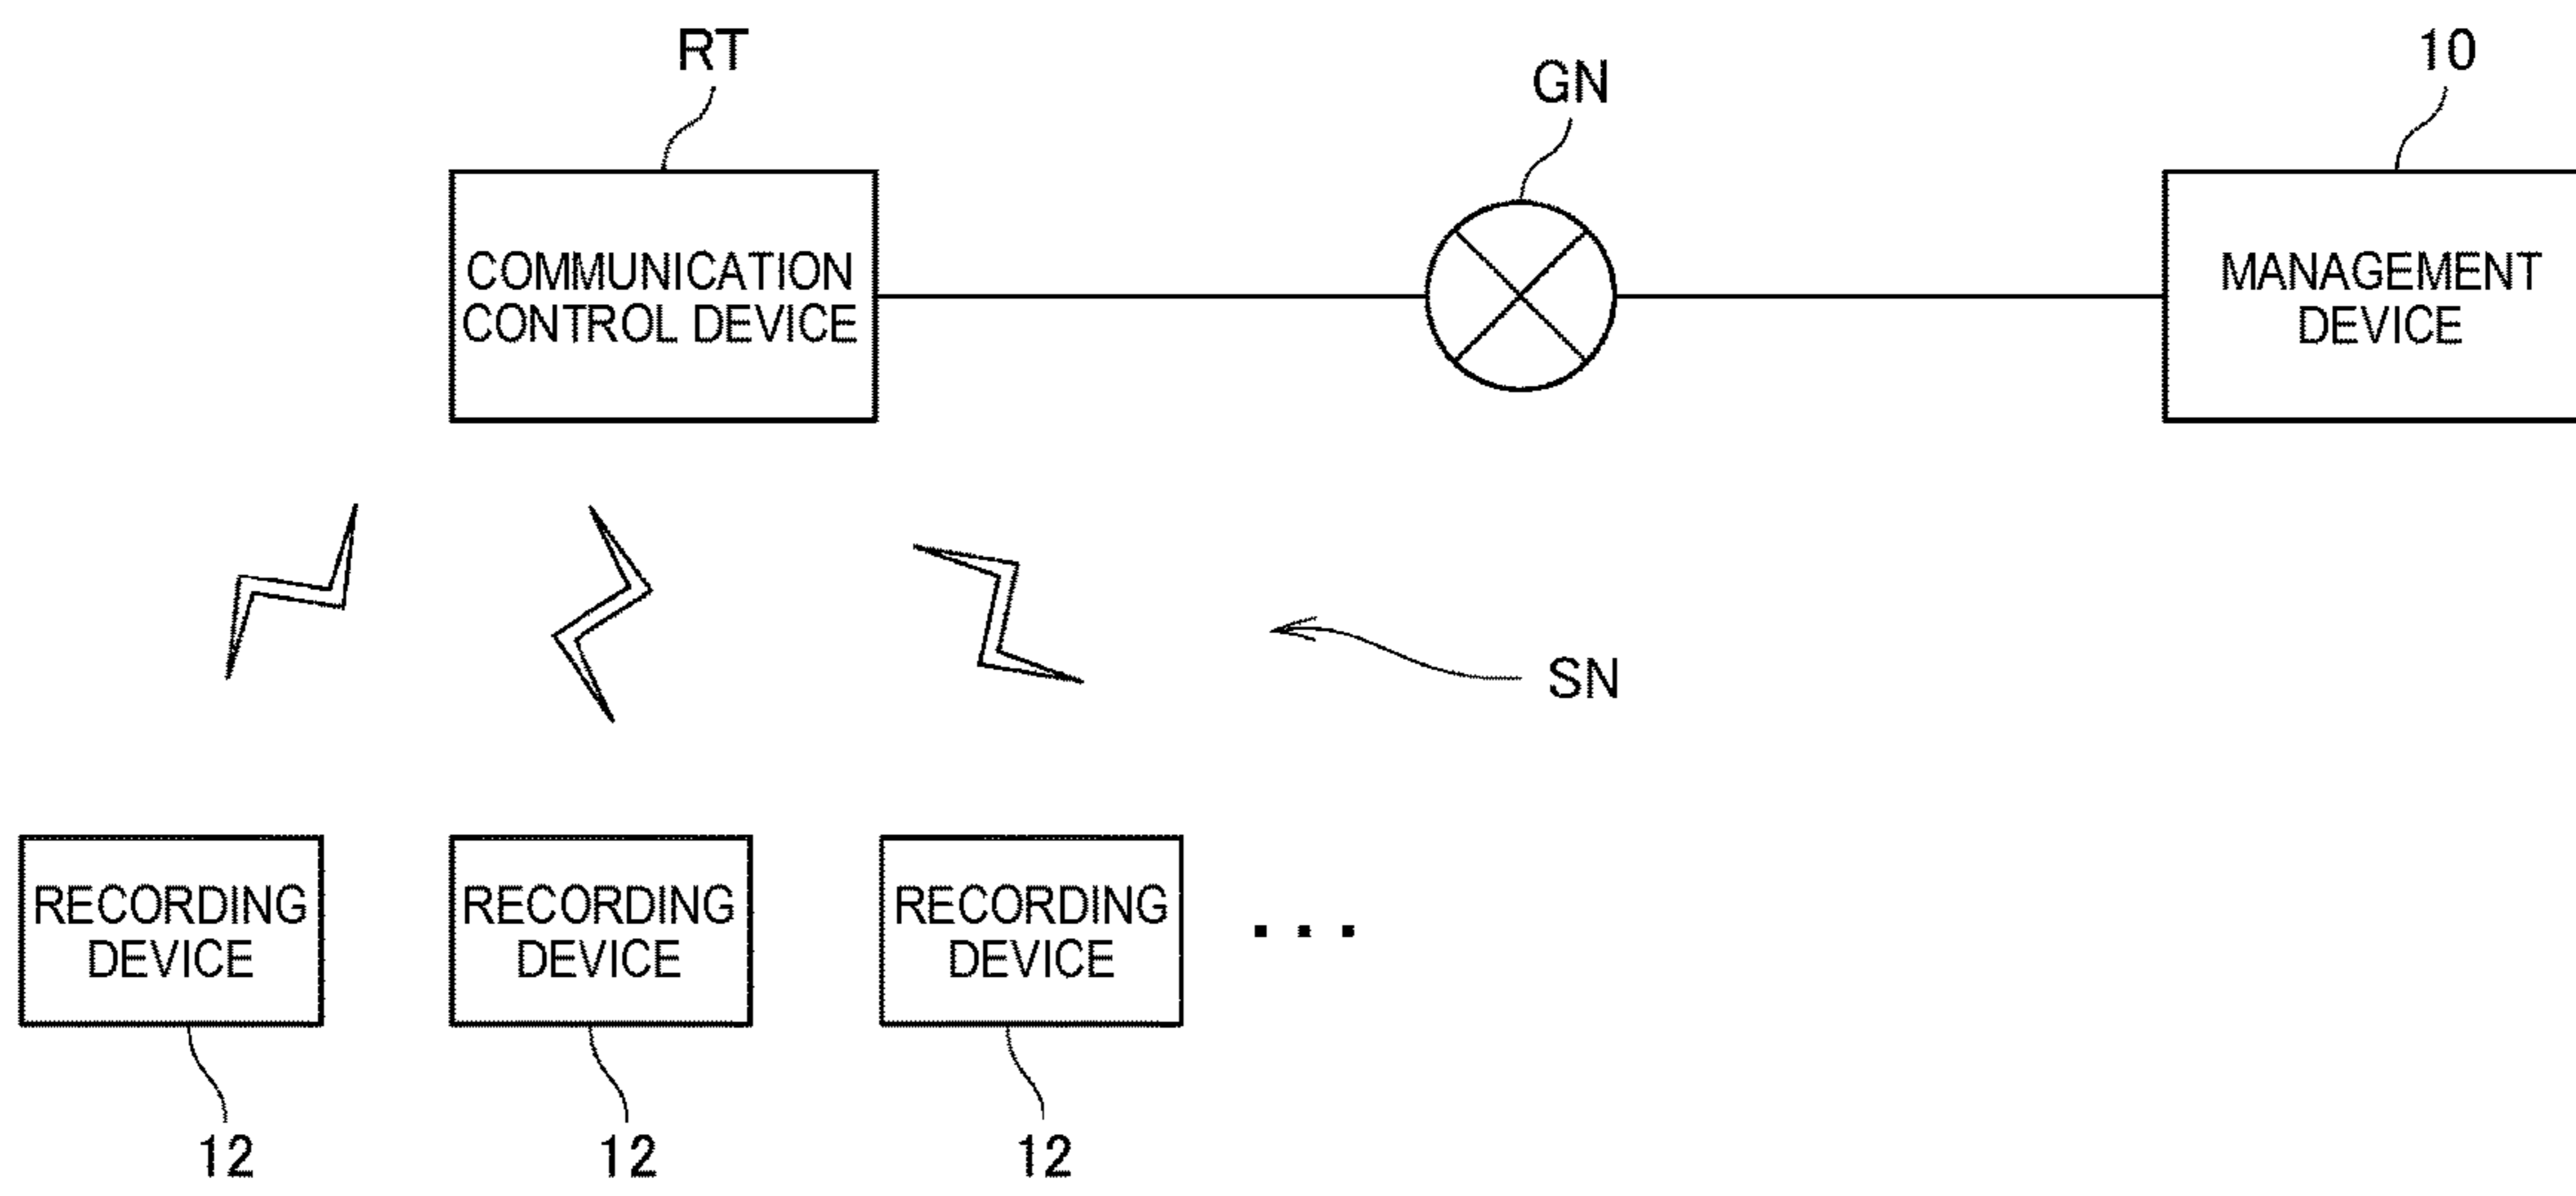 RT
GN
10
COMMUNICATION
CONTROL DEVICE
MANAGEMENT
DEVICE
SN
RECORDING
DEVICE
RECORDING
DEVICE
RECORDING
DEVICE
...
12
12
12